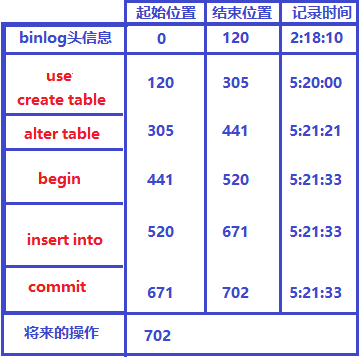 起始位置 结束位置 记录时间
binlog头信息 0 120 2:18:10
use
create table 120 305 5:20:00
alter table 305 441 5:21:21
begin 441 520 5:21:33
insert into 520 671 5:21:33
commit 671 702 5:21:33
将来的操作 702